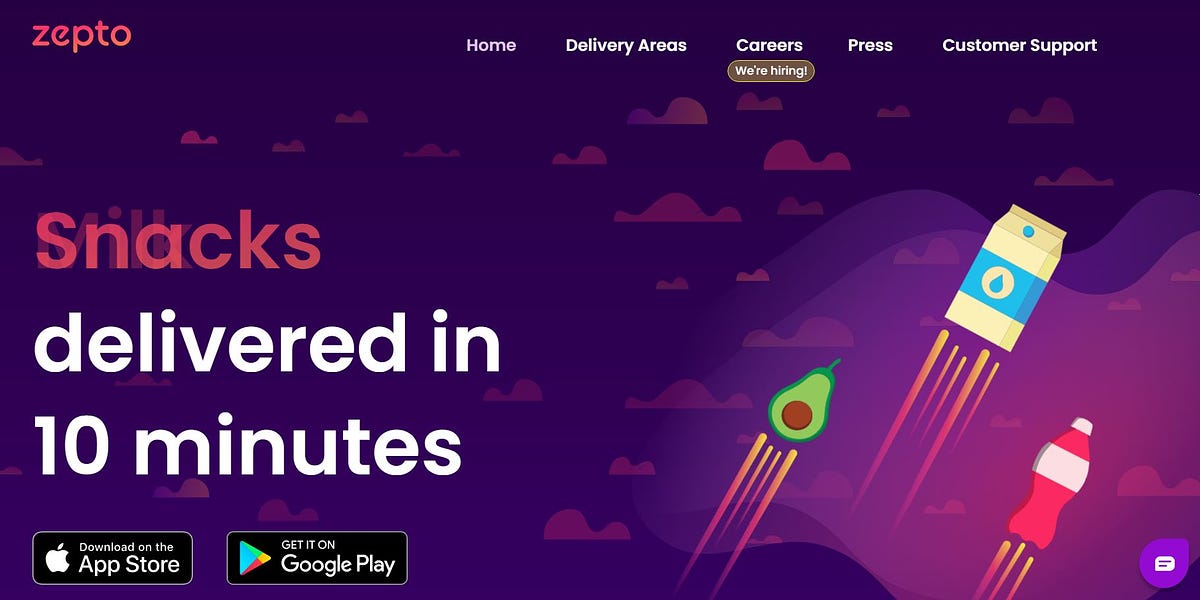 zepto
Home Delivery Areas Careers Press Customer Support
We're hiring!
Snacks
Milk
delivered in
10 minutes
Download on the
App Store
GET IT ON
Google Play